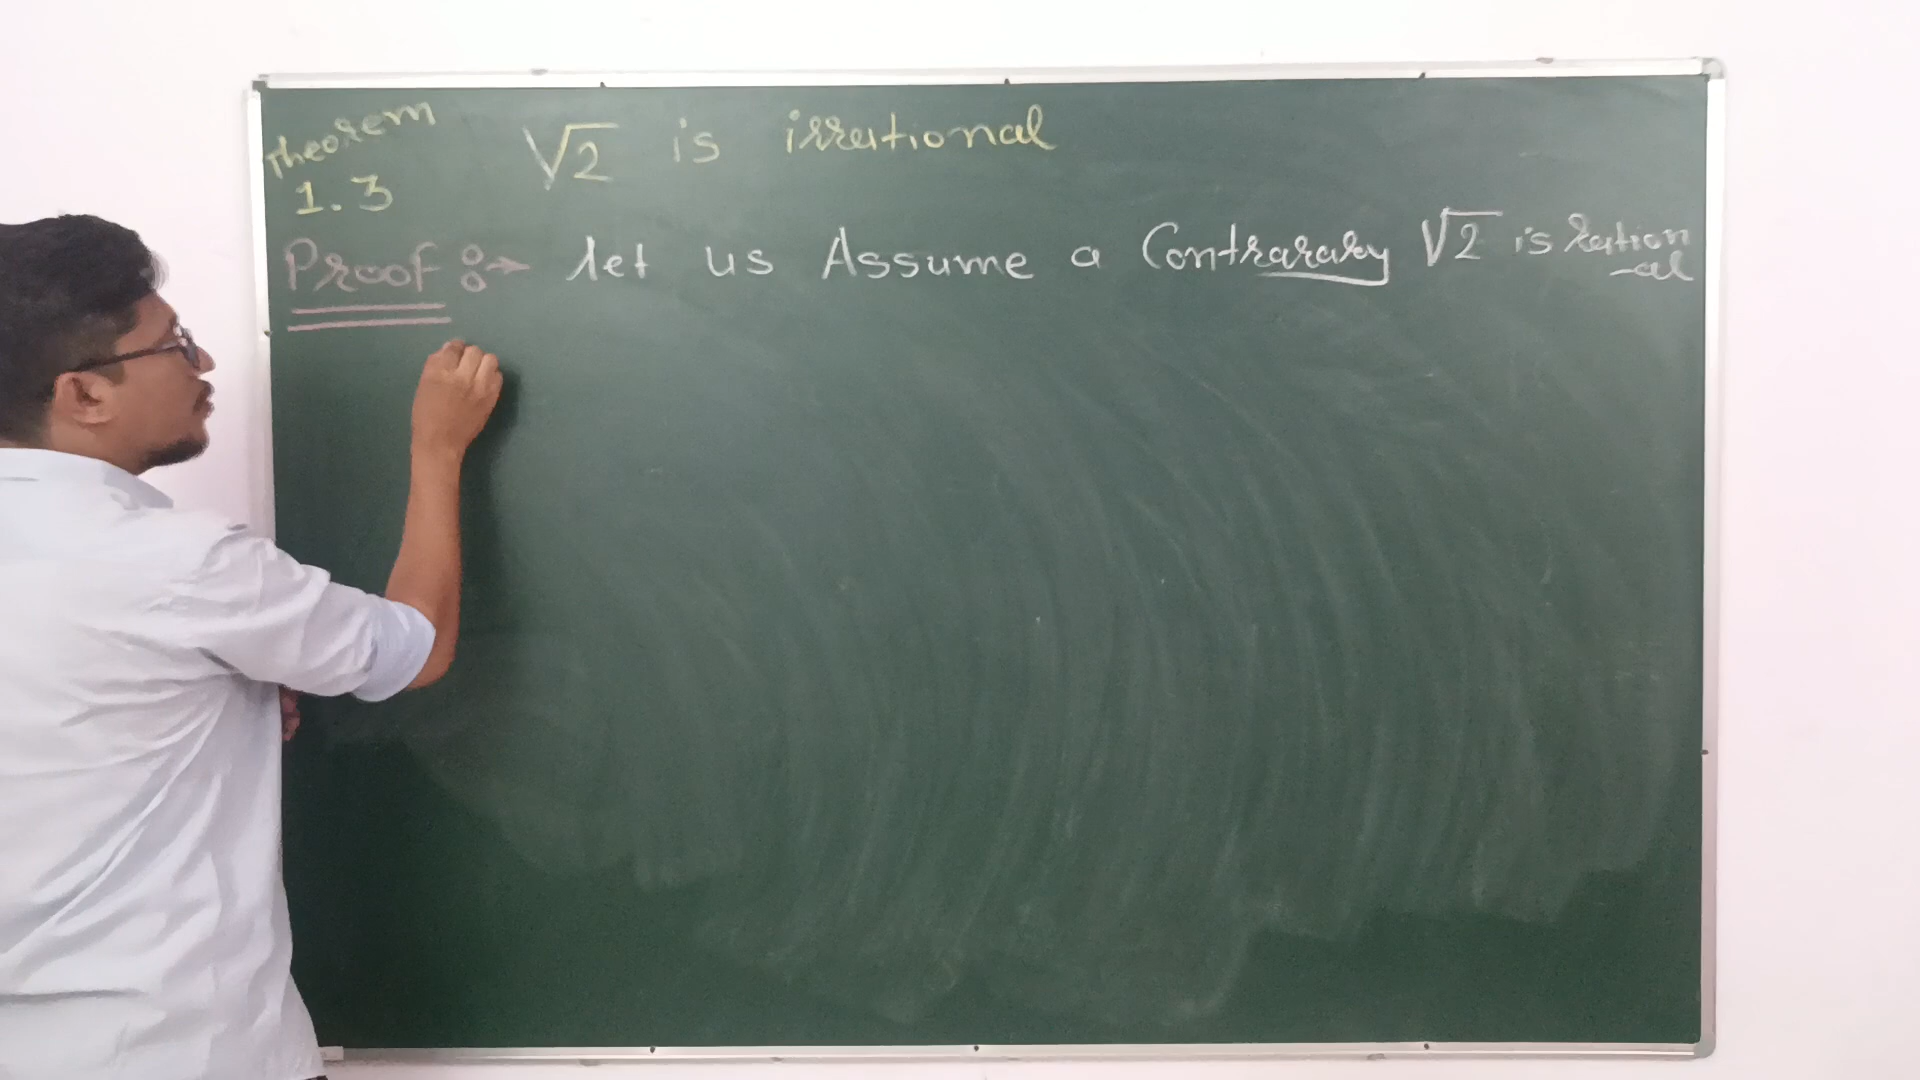 Theorem
1.3
√2 is irrational
Proof :→ let us Assume a Contrarary √2 is ration
-al